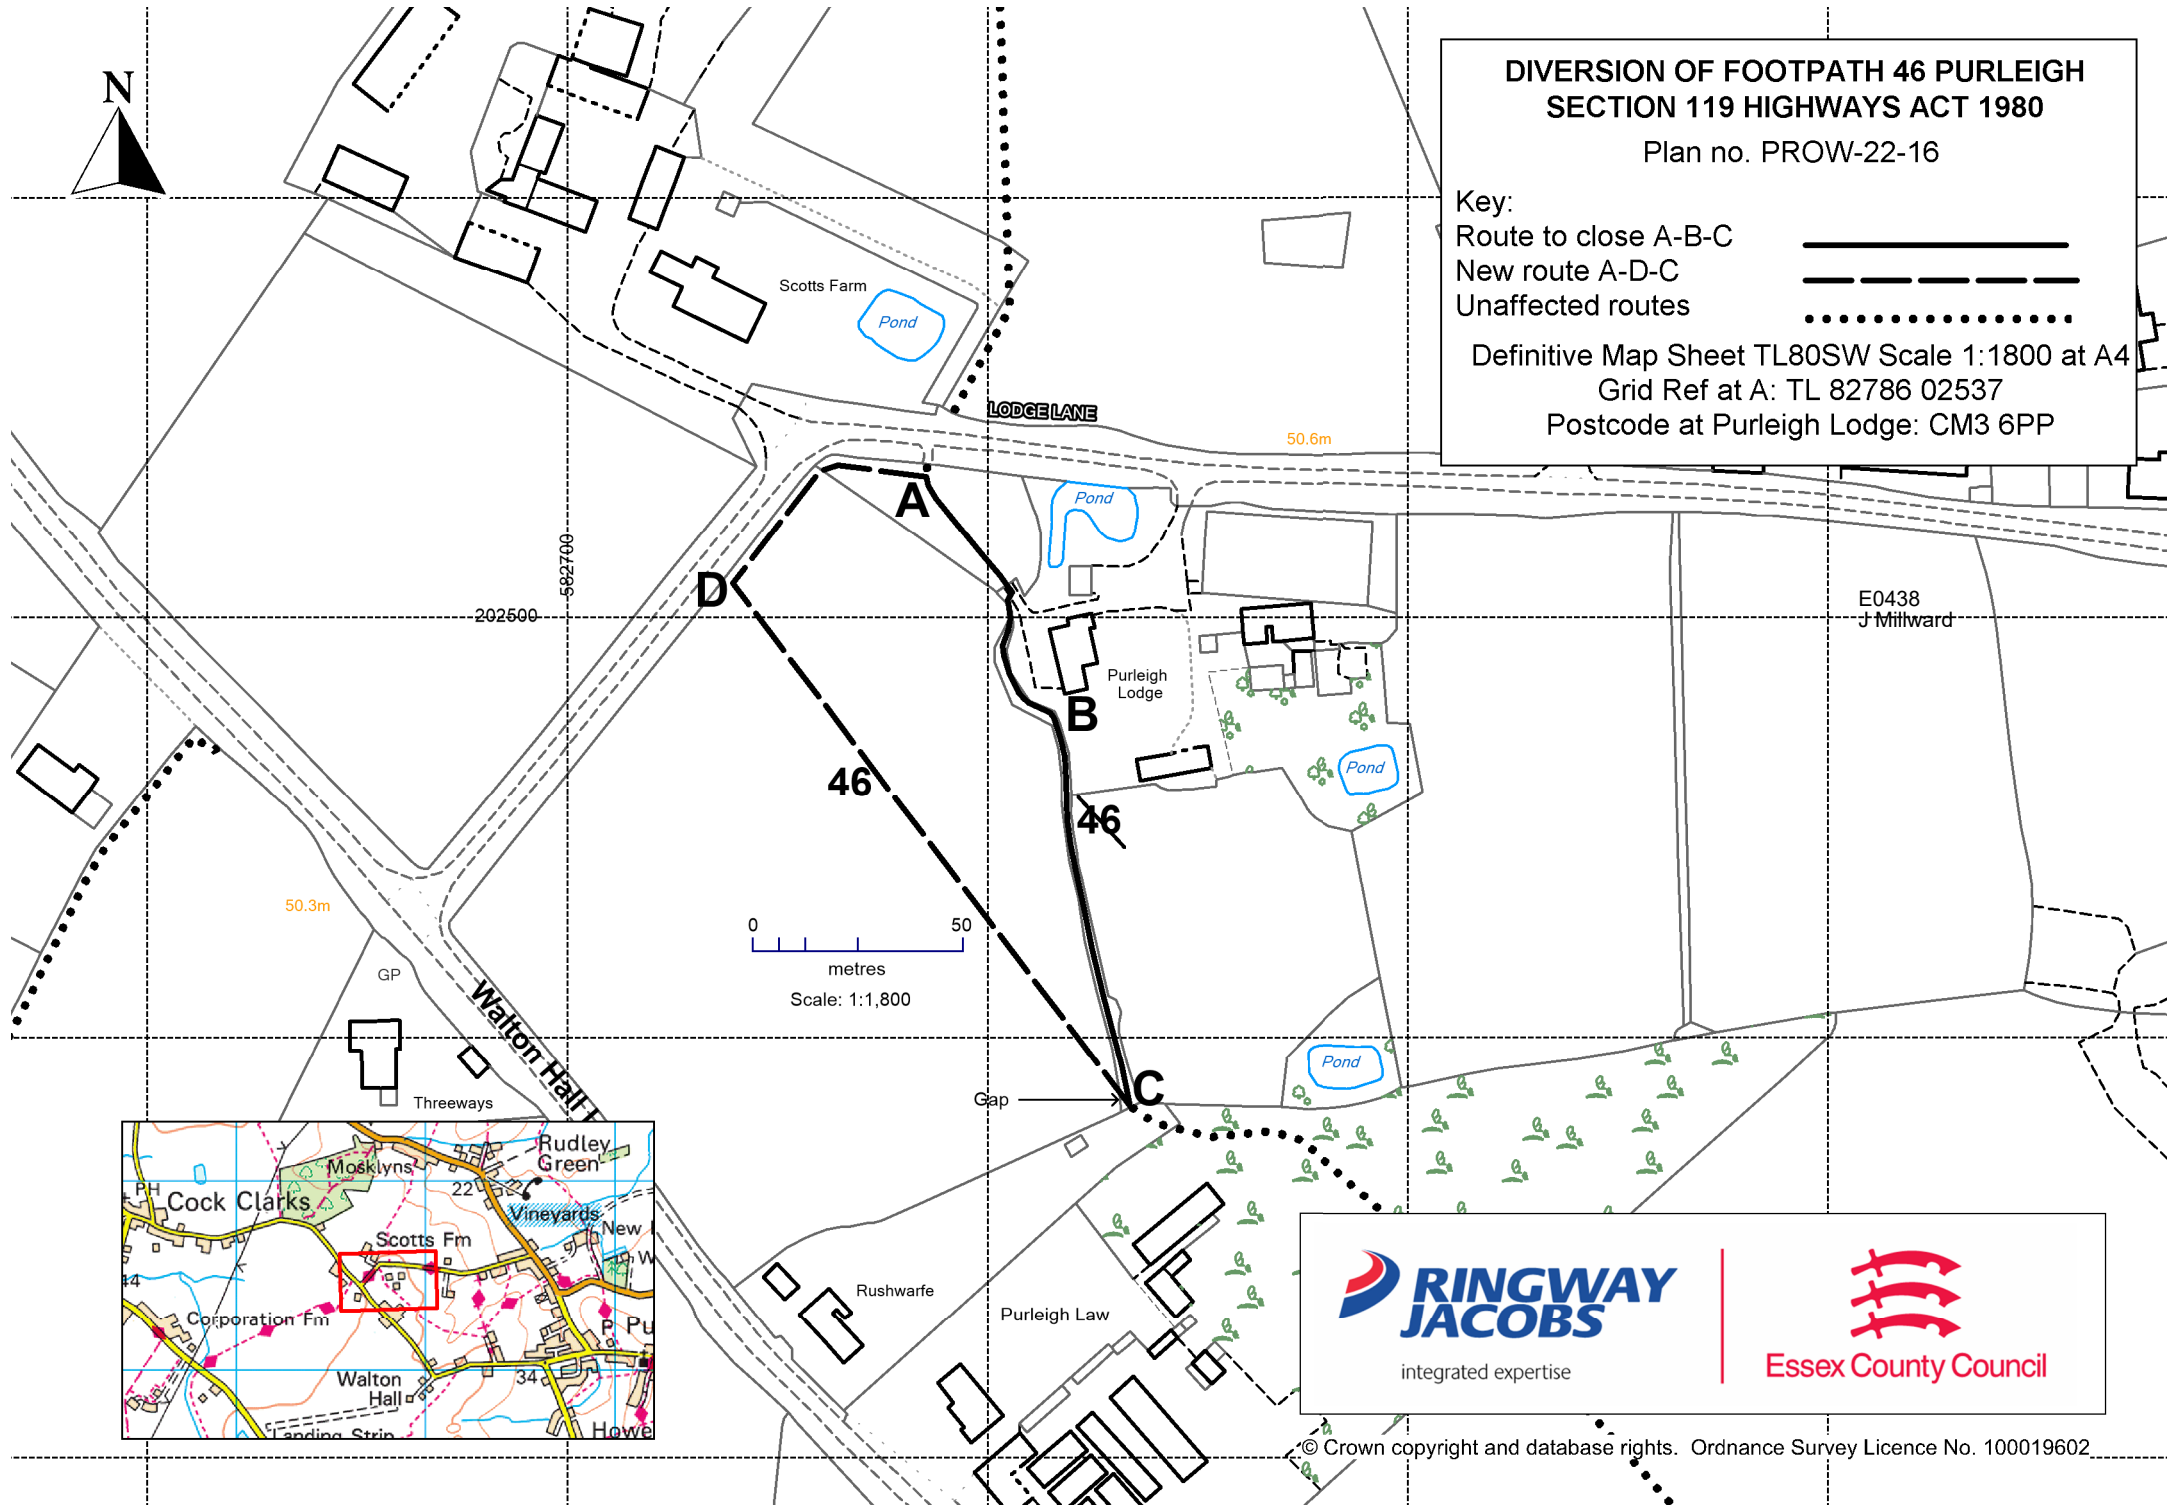 N
DIVERSION OF FOOTPATH 46 PURLEIGH
SECTION 119 HIGHWAYS ACT 1980
Plan no. PROW-22-16
Key:
Route to close A-B-C
New route A-D-C
Unaffected routes
Definitive Map Sheet TL80SW Scale 1:1800 at A4
Grid Ref at A: TL 82786 02537
Postcode at Purleigh Lodge: CM3 6PP
Scotts Farm
Pond
LODGE LANE
50.6m
A
Pond
D
582700
202500
E0438
J Millward
Purleigh
Lodge
B
46
46
Pond
50.3m
0 50
metres
Scale: 1:1,800
GP
Walton Hall
Threeways
Gap
C
Pond
Rushwarfe
Purleigh Law
Mosklyns
Rudley
Green
PH
Cock Clarks
22
Vineyards
New
Scotts Fm
W
44
Corporation Fm
P Pu
Walton
Hall
34
Landing Strip
Howe
RINGWAY
JACOBS
integrated expertise
Essex County Council
© Crown copyright and database rights. Ordnance Survey Licence No. 100019602